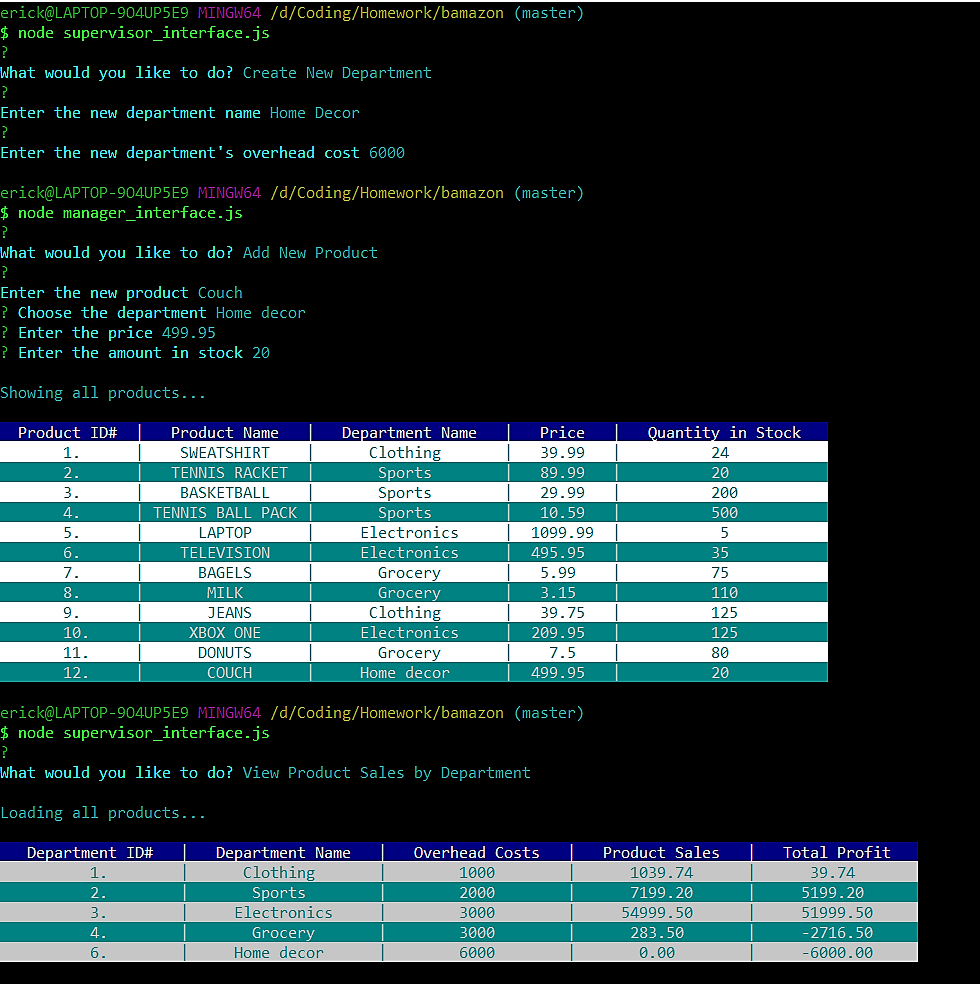 erick@LAPTOP-9O4UP5E9 MINGW64 /d/Coding/Homework/bamazon (master)
$ node supervisor_interface.js
?
What would you like to do? Create New Department
?
Enter the new department name Home Decor
?
Enter the new department's overhead cost 6000
erick@LAPTOP-9O4UP5E9 MINGW64 /d/Coding/Homework/bamazon (master)
$ node manager_interface.js
?
What would you like to do? Add New Product
?
Enter the new product Couch
? Choose the department Home decor
? Enter the price 499.95
? Enter the amount in stock 20
Showing all products...
Product ID# | Product Name | Department Name | Price | Quantity in Stock
1. | SWEATSHIRT | Clothing | 39.99 | 24
2. | TENNIS RACKET | Sports | 89.99 | 20
3. | BASKETBALL | Sports | 29.99 | 200
4. | TENNIS BALL PACK | Sports | 10.59 | 500
5. | LAPTOP | Electronics | 1099.99 | 5
6. | TELEVISION | Electronics | 495.95 | 35
7. | BAGELS | Grocery | 5.99 | 75
8. | MILK | Grocery | 3.15 | 110
9. | JEANS | Clothing | 39.75 | 125
10. | XBOX ONE | Electronics | 209.95 | 125
11. | DONUTS | Grocery | 7.5 | 80
12. | COUCH | Home decor | 499.95 | 20
erick@LAPTOP-9O4UP5E9 MINGW64 /d/Coding/Homework/bamazon (master)
$ node supervisor_interface.js
?
What would you like to do? View Product Sales by Department
Loading all products...
Department ID# | Department Name | Overhead Costs | Product Sales | Total Profit
1. | Clothing | 1000 | 1039.74 | 39.74
2. | Sports | 2000 | 7199.20 | 5199.20
3. | Electronics | 3000 | 54999.50 | 51999.50
4. | Grocery | 3000 | 283.50 | -2716.50
6. | Home decor | 6000 | 0.00 | -6000.00